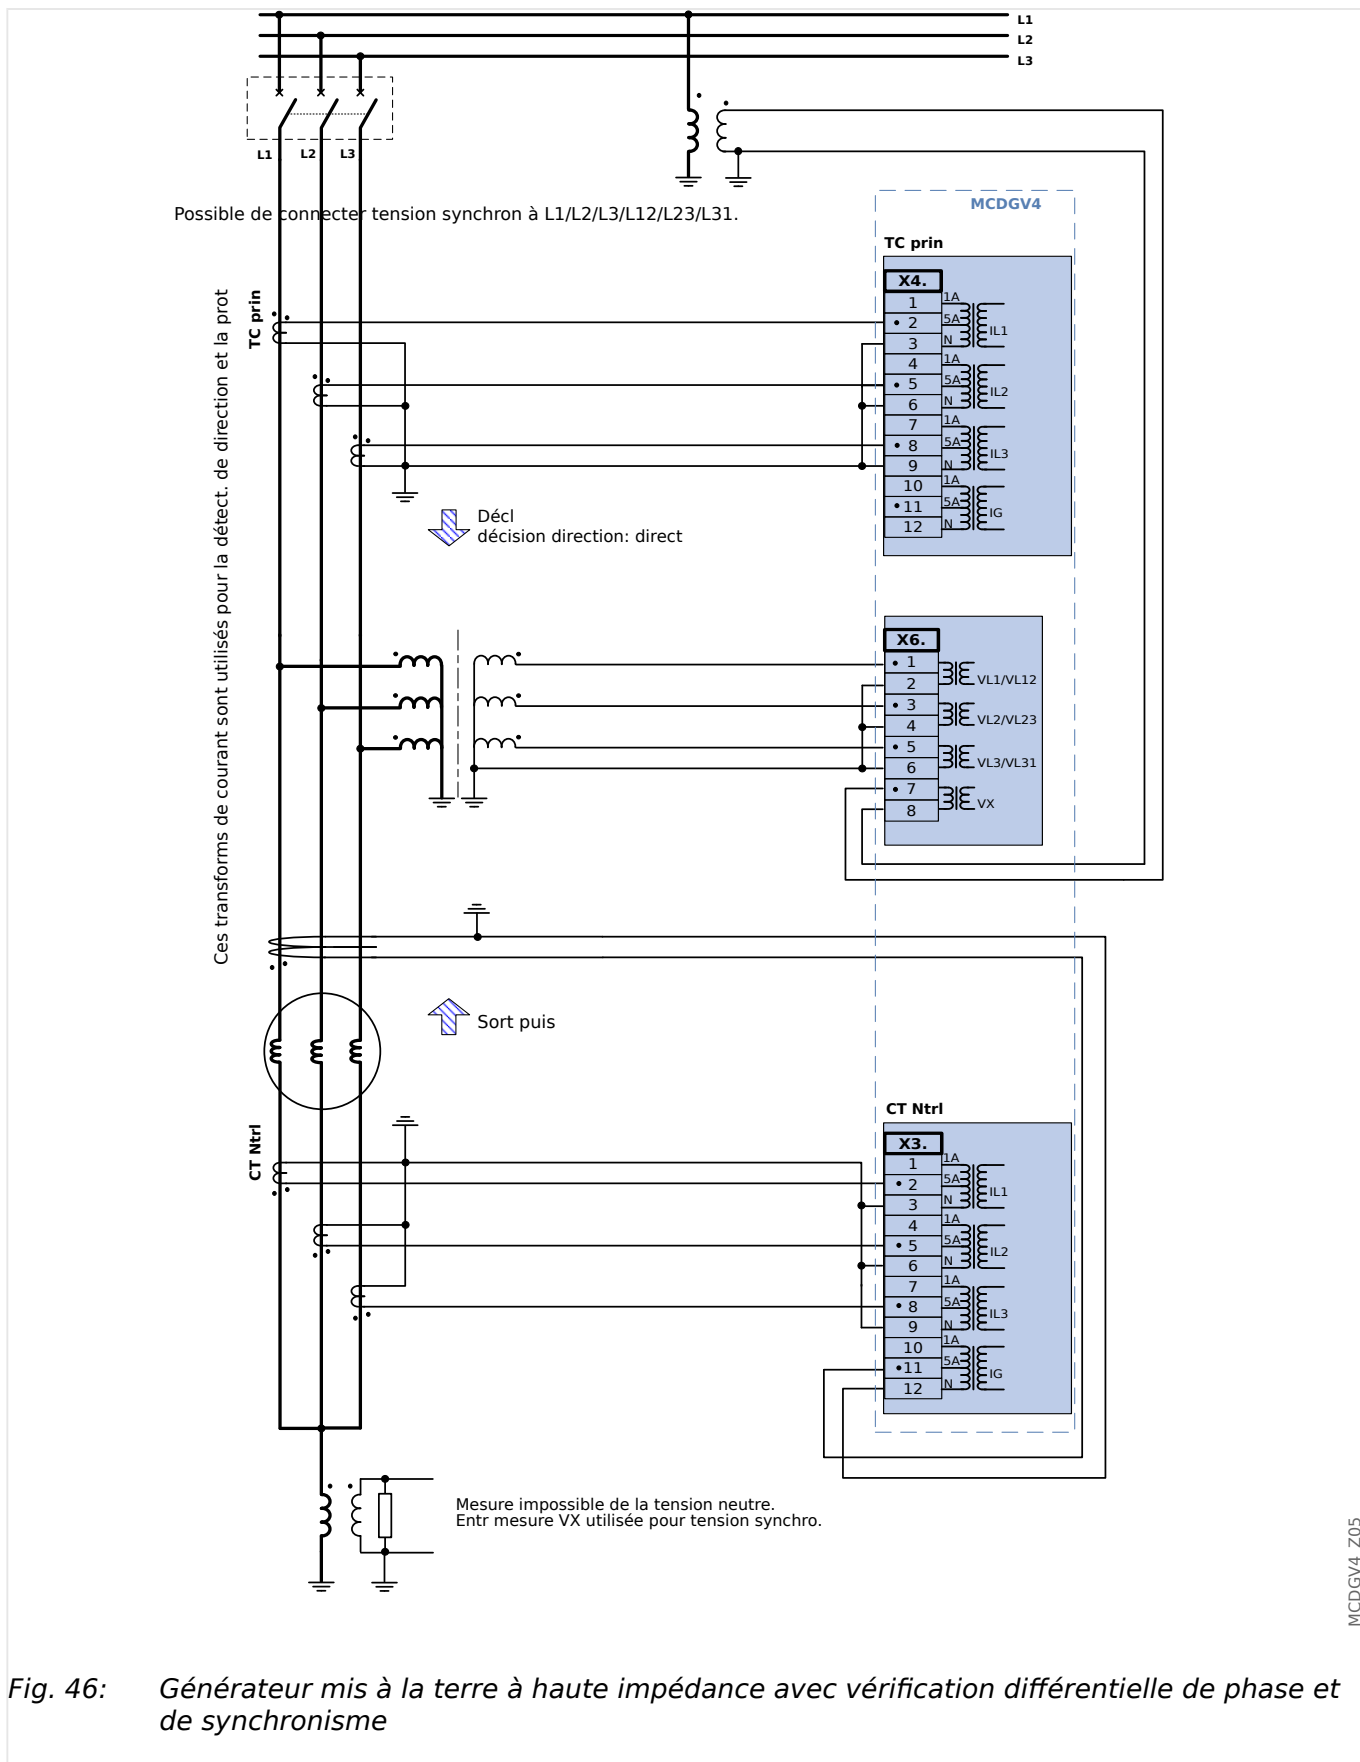 L1
L2
L3
L1
L2
L3
Possible de connecter tension synchron à L1/L2/L3/L12/L23/L31.
MCDGV4
TC prin
X4.
1
1A
2
5A
IL1
3
N
4
1A
5
5A
IL2
6
N
7
1A
8
5A
IL3
9
N
10
1A
11
5A
IG
12
N
TC prin
Ces transforms de courant sont utilisés pour la détect. de direction et la prot
Décl
décision direction: direct
X6.
1
2
VL1/VL12
3
4
VL2/VL23
5
6
VL3/VL31
7
8
VX
Sort puis
CT Ntrl
CT Ntrl
X3.
1
1A
2
5A
IL1
3
N
4
1A
5
5A
IL2
6
N
7
1A
8
5A
IL3
9
N
10
1A
11
5A
IG
12
N
Mesure impossible de la tension neutre.
Entr mesure VX utilisée pour tension synchro.
MCDGV4_Z05
Fig. 46: Générateur mis à la terre à haute impédance avec vérification différentielle de phase et
de synchronisme